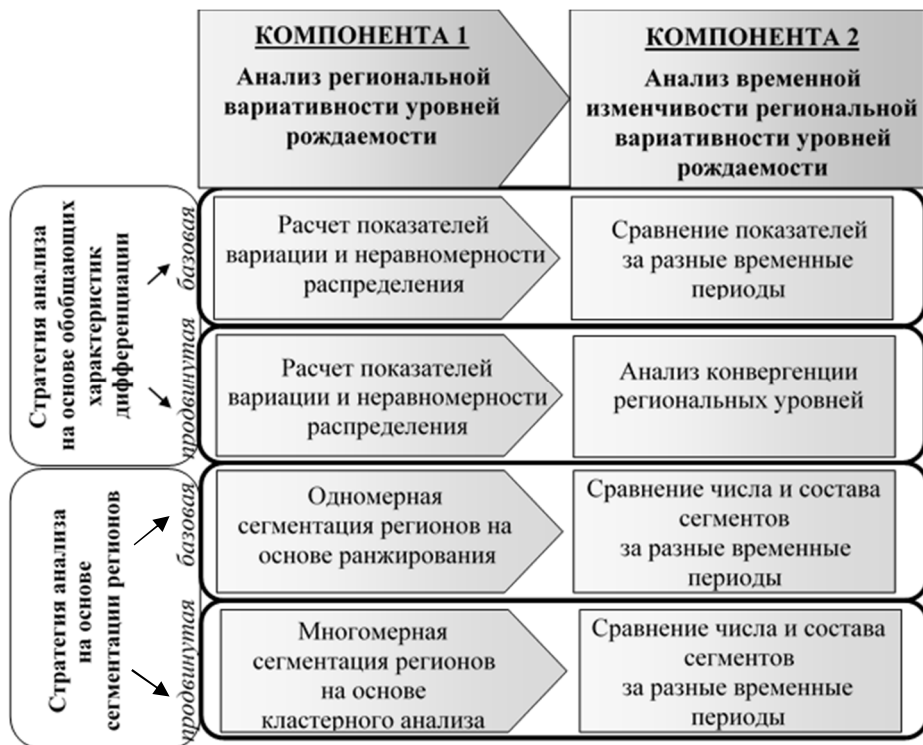 КОМПОНЕНТА 1
Анализ региональной
вариативности уровней
рождаемости
КОМПОНЕНТА 2
Анализ временной
изменчивости региональной
вариативности уровней
рождаемости
Стратегия анализа
на основе обобщающих
характеристик
дифференциации
базовая
Расчет показателей
вариации и неравномерности
распределения
Сравнение показателей
за разные временные
периоды
продвинутая
Расчет показателей
вариации и неравномерности
распределения
Анализ конвергенции
региональных уровней
Стратегия анализа
на основе
сегментации регионов
базовая
Одномерная
сегментация регионов на
основе ранжирования
Сравнение числа и состава
сегментов
за разные временные
периоды
продвинутая
Многомерная
сегментация регионов
на основе
кластерного анализа
Сравнение числа и состава
сегментов
за разные временные
периоды